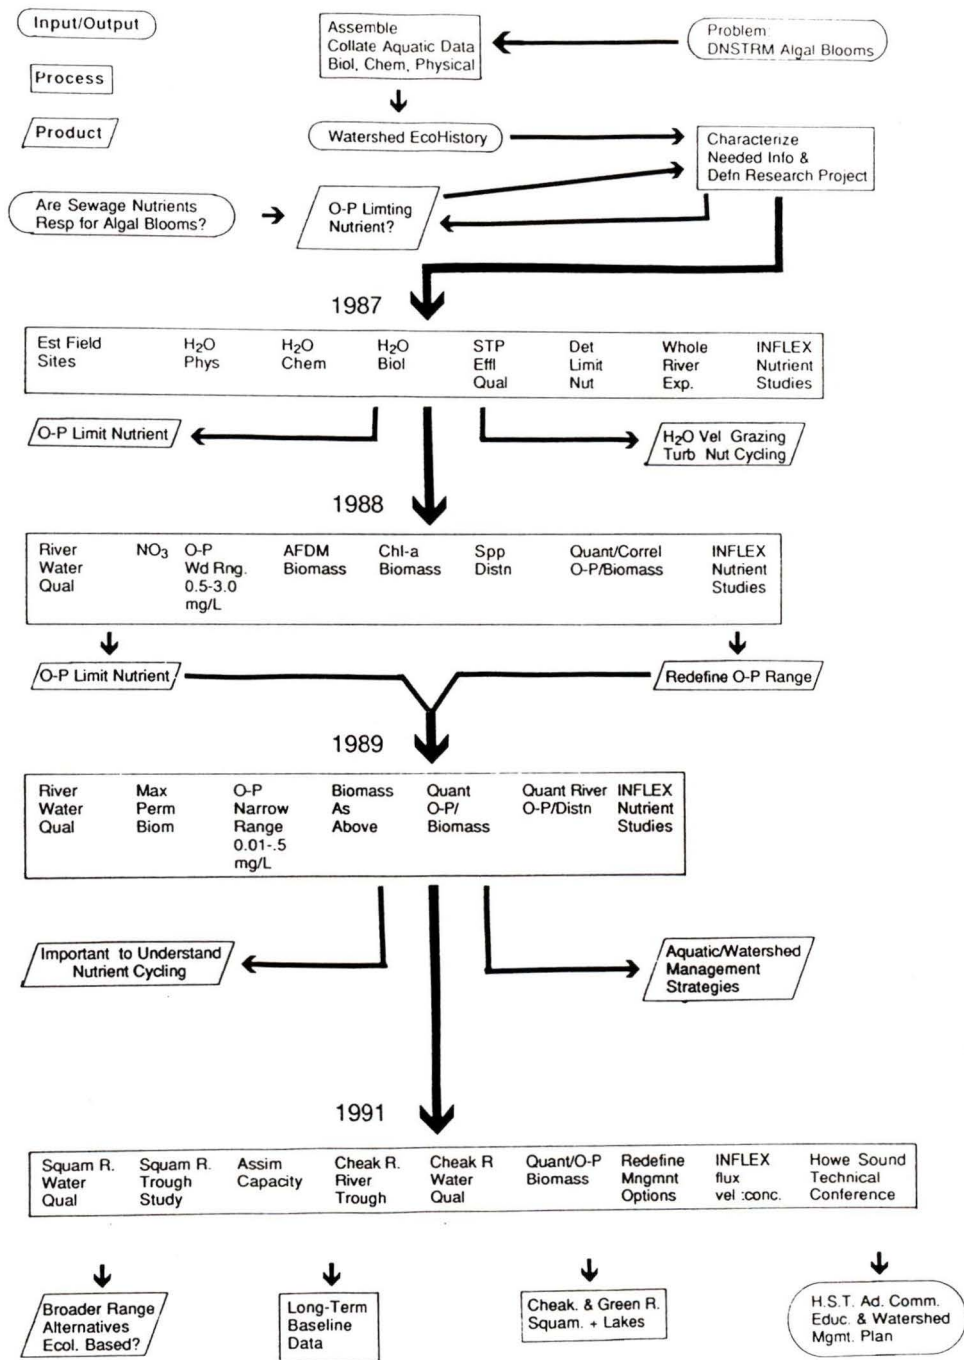 Input/Output
Process
Product
Assemble
Collate Aquatic Data
Biol, Chem, Physical
Problem:
DNSTRM Algal Blooms
Watershed EcoHistory
Characterize
Needed Info &
Defn Research Project
Are Sewage Nutrients
Resp for Algal Blooms?
O-P Limting
Nutrient?
1987
Est Field
Sites
H2O
Phys
H2O
Chem
H2O
Biol
STP
Effl
Qual
Det
Limit
Nut
Whole
River
Exp.
INFLEX
Nutrient
Studies
O-P Limit Nutrient
H2O Vel Grazing
Turb Nut Cycling
1988
River
Water
Qual
NO3
O-P
Wd Rng.
0.5-3.0
mg/L
AFDM
Biomass
Chl-a
Biomass
Spp
Distn
Quant/Correl
O-P/Biomass
INFLEX
Nutrient
Studies
O-P Limit Nutrient
Redefine O-P Range
1989
River
Water
Qual
Max
Perm
Biom
O-P
Narrow
Range
0.01-.5
mg/L
Biomass
As
Above
Quant
O-P/
Biomass
Quant River
O-P/Distn
INFLEX
Nutrient
Studies
Important to Understand
Nutrient Cycling
Aquatic/Watershed
Management
Strategies
1991
Squam R.
Water
Qual
Squam R.
Trough
Study
Assim
Capacity
Cheak R.
River
Trough
Cheak R
Water
Qual
Quant/O-P
Biomass
Redefine
Mngmnt
Options
INFLEX
flux
vel :conc.
Howe Sound
Technical
Conference
Broader Range
Alternatives
Ecol. Based?
Long-Term
Baseline
Data
Cheak. & Green R.
Squam. + Lakes
H.S.T. Ad. Comm.
Educ. & Watershed
Mgmt. Plan